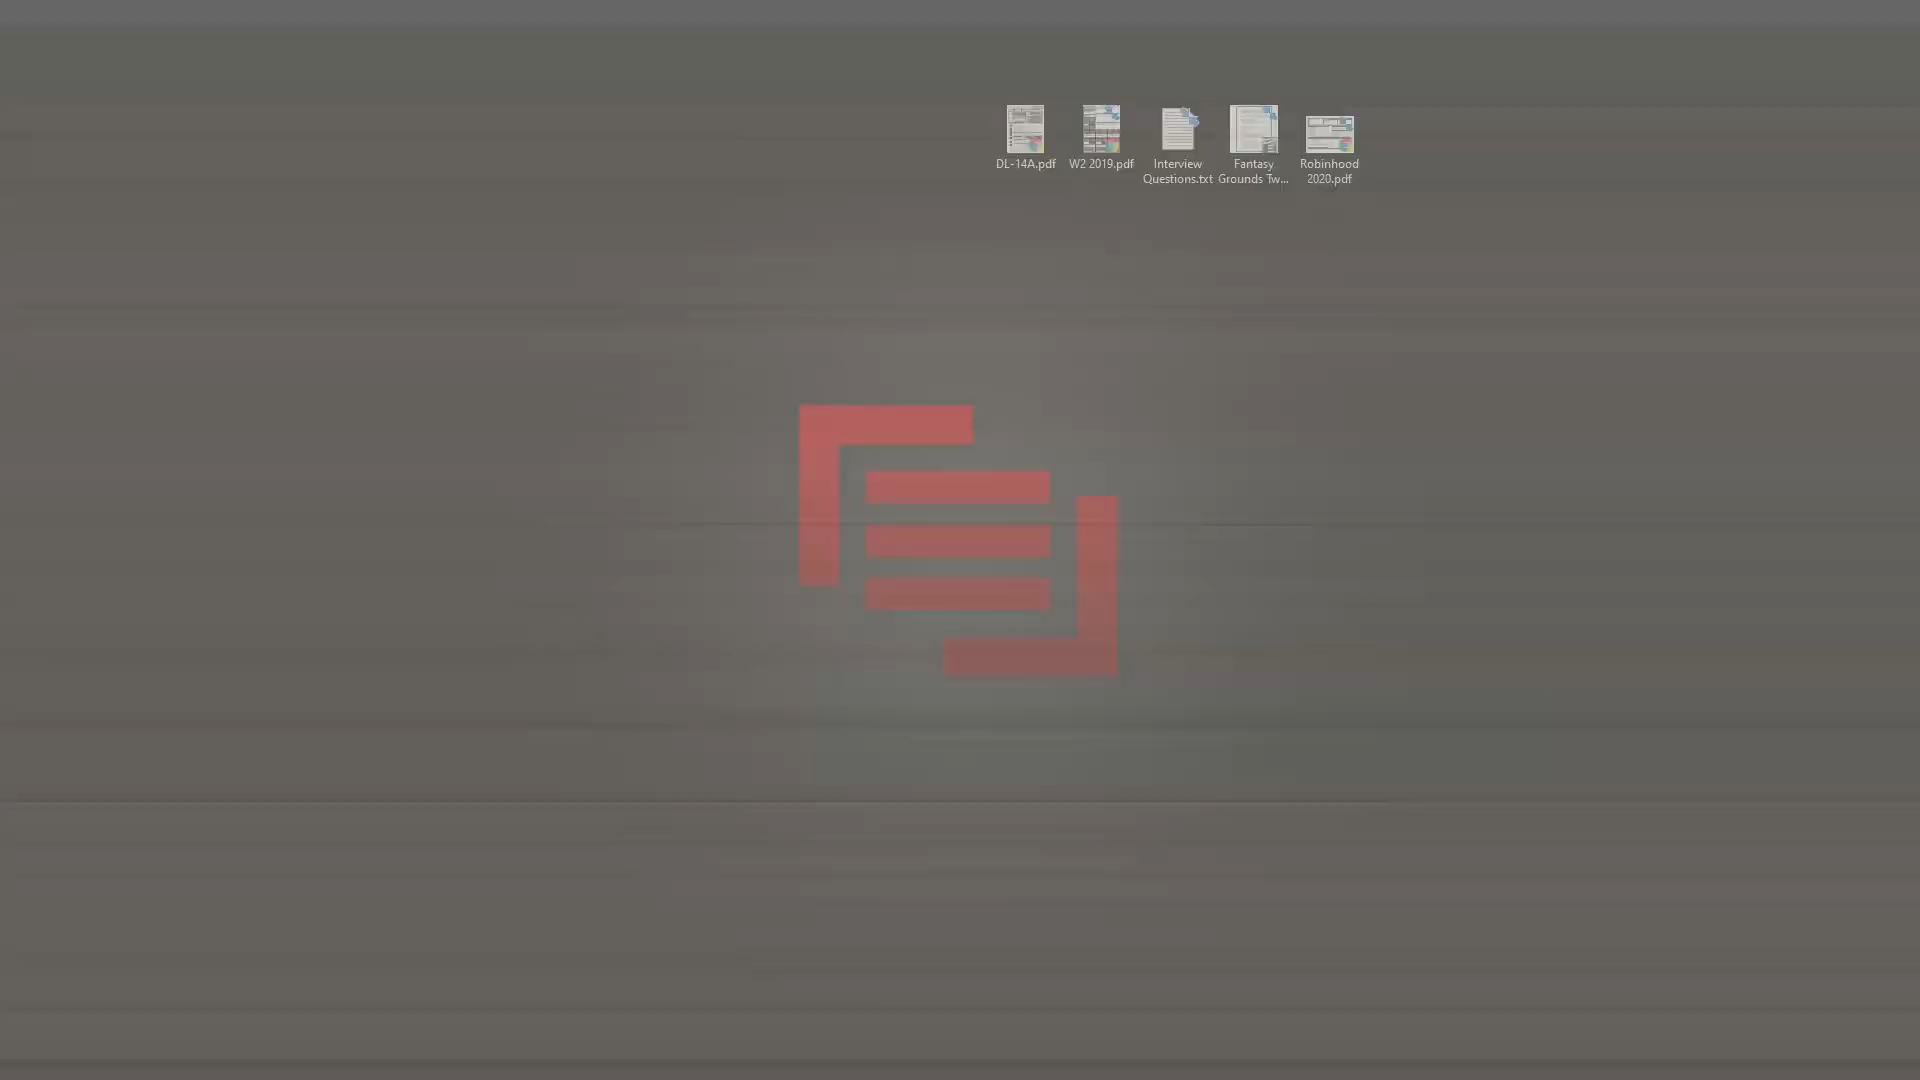 DL-14A.pdf
W2 2019.pdf
Interview
Questions.txt
Fantasy
Grounds Tw...
Robinhood
2020.pdf